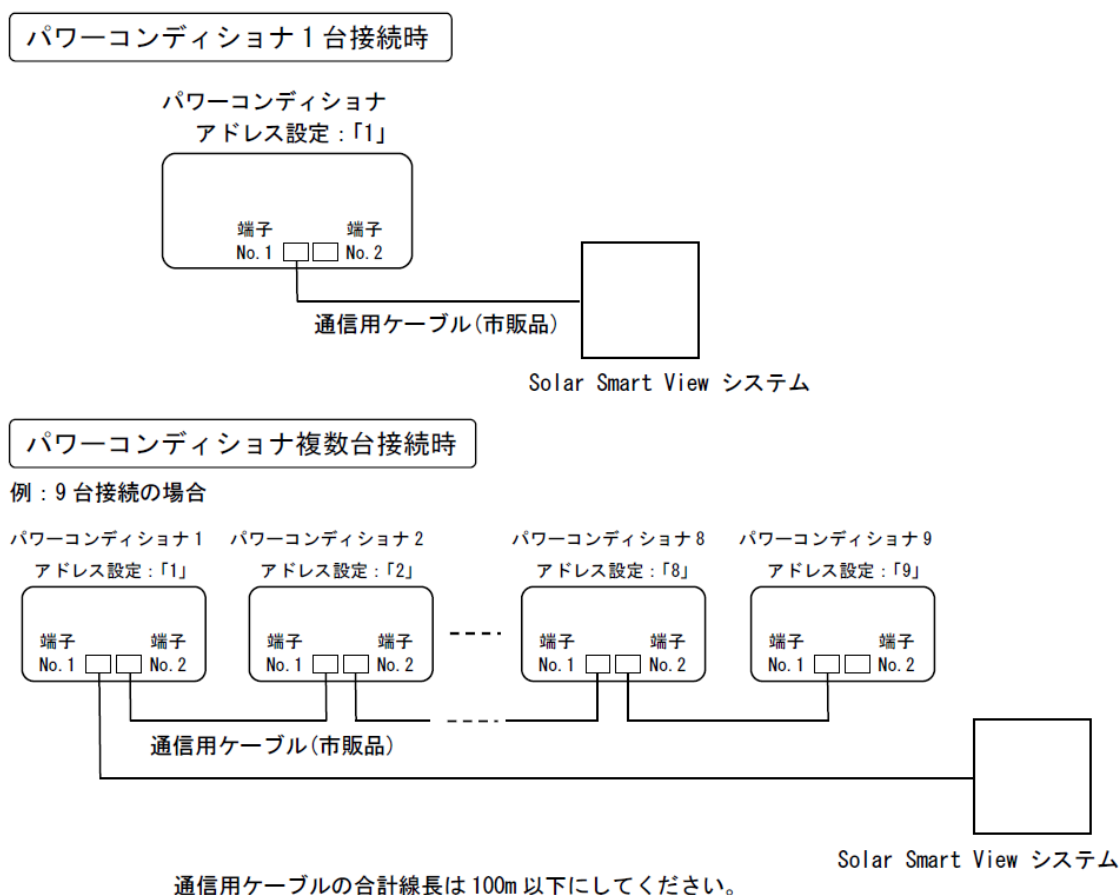 パワーコンディショナ1台接続時
パワーコンディショナ
アドレス設定：｢1｣
端子 端子
No.1 No.2
通信用ケーブル(市販品)
Solar Smart View システム
パワーコンディショナ複数台接続時
例：9台接続の場合
パワーコンディショナ1 パワーコンディショナ2 パワーコンディショナ8 パワーコンディショナ9
アドレス設定：｢1｣ アドレス設定：｢2｣ アドレス設定：｢8｣ アドレス設定：｢9｣
端子 端子 端子 端子 端子 端子 端子 端子
No.1 No.2 No.1 No.2 No.1 No.2 No.1 No.2
通信用ケーブル(市販品)
Solar Smart View システム
通信用ケーブルの合計線長は100m以下にしてください。